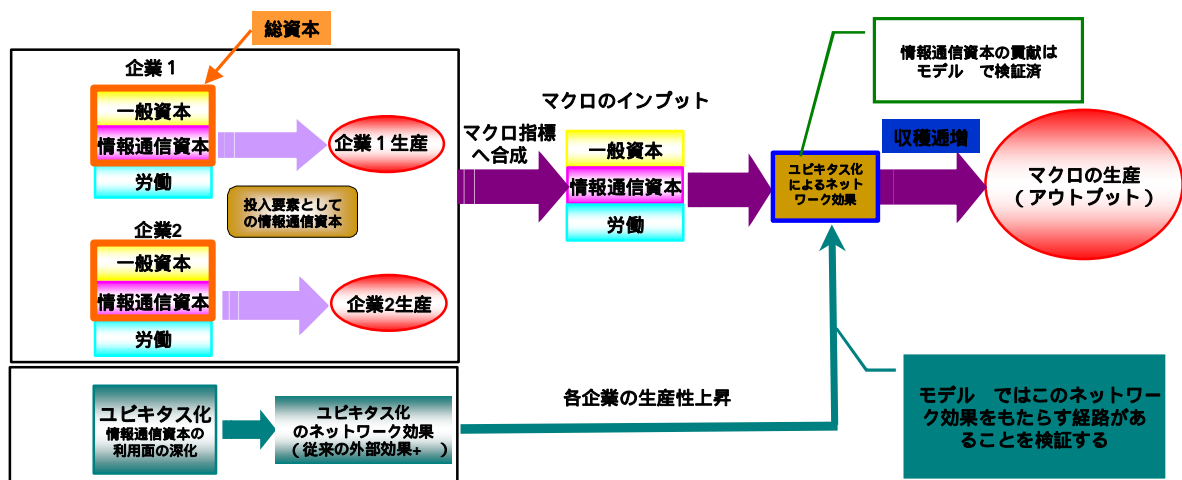 総資本
企業1
一般資本
情報通信資本
労働
企業1生産
投入要素として
の情報通信資本
企業2
一般資本
情報通信資本
労働
企業2生産
マクロ指標
へ合成
マクロのインプット
一般資本
情報通信資本
労働
ユビキタス化
によるネット
ワーク効果
情報通信資本の貢献は
モデル で検証済
収穫逓増
マクロの生産
(アウトプット)
ユビキタス化
情報通信資本の
利用面の深化
ユビキタス化
のネットワーク効果
(従来の外部効果+ )
各企業の生産性上昇
モデル ではこのネットワー
ク効果をもたらす経路があ
ることを検証する